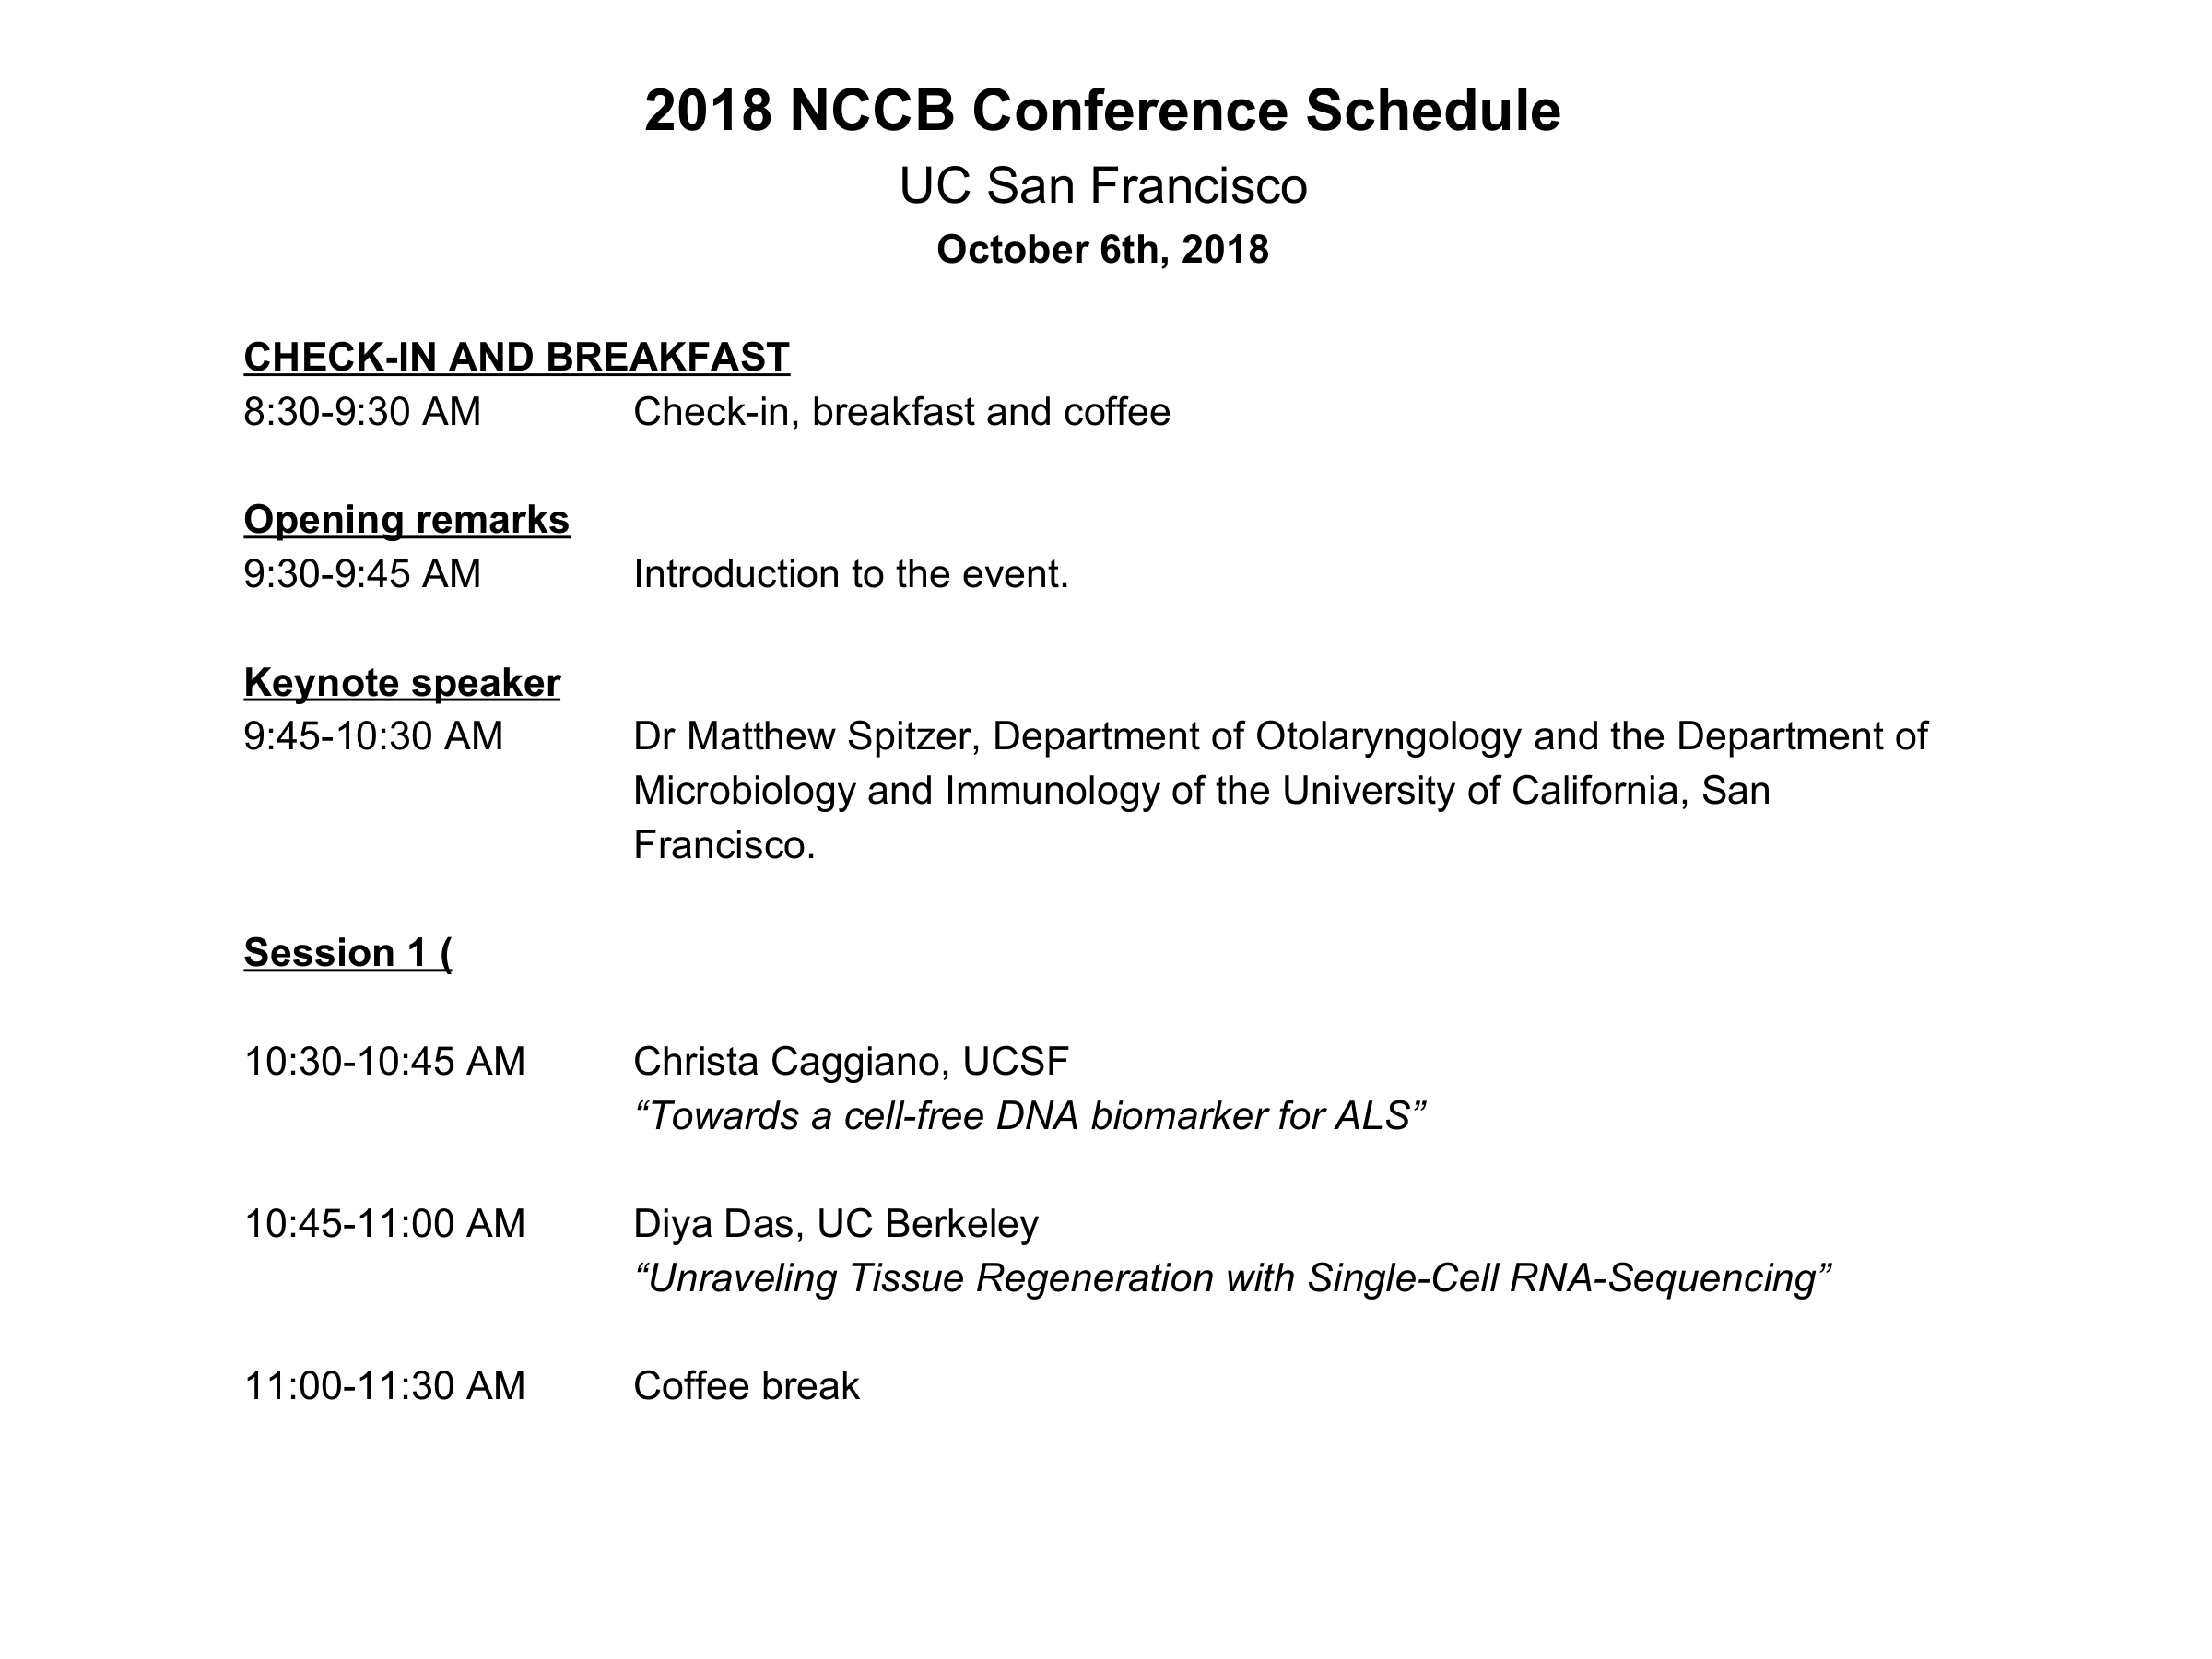 2018 NCCB Conference Schedule
UC San Francisco
October 6th, 2018
CHECK-IN AND BREAKFAST
8:30-9:30 AM Check-in, breakfast and coffee
Opening remarks
9:30-9:45 AM Introduction to the event.
Keynote speaker
9:45-10:30 AM Dr Matthew Spitzer, Department of Otolaryngology and the Department of
Microbiology and Immunology of the University of California, San
Francisco.
Session 1 (
10:30-10:45 AM Christa Caggiano, UCSF
“Towards a cell-free DNA biomarker for ALS”
10:45-11:00 AM Diya Das, UC Berkeley
“Unraveling Tissue Regeneration with Single-Cell RNA-Sequencing”
11:00-11:30 AM Coffee break